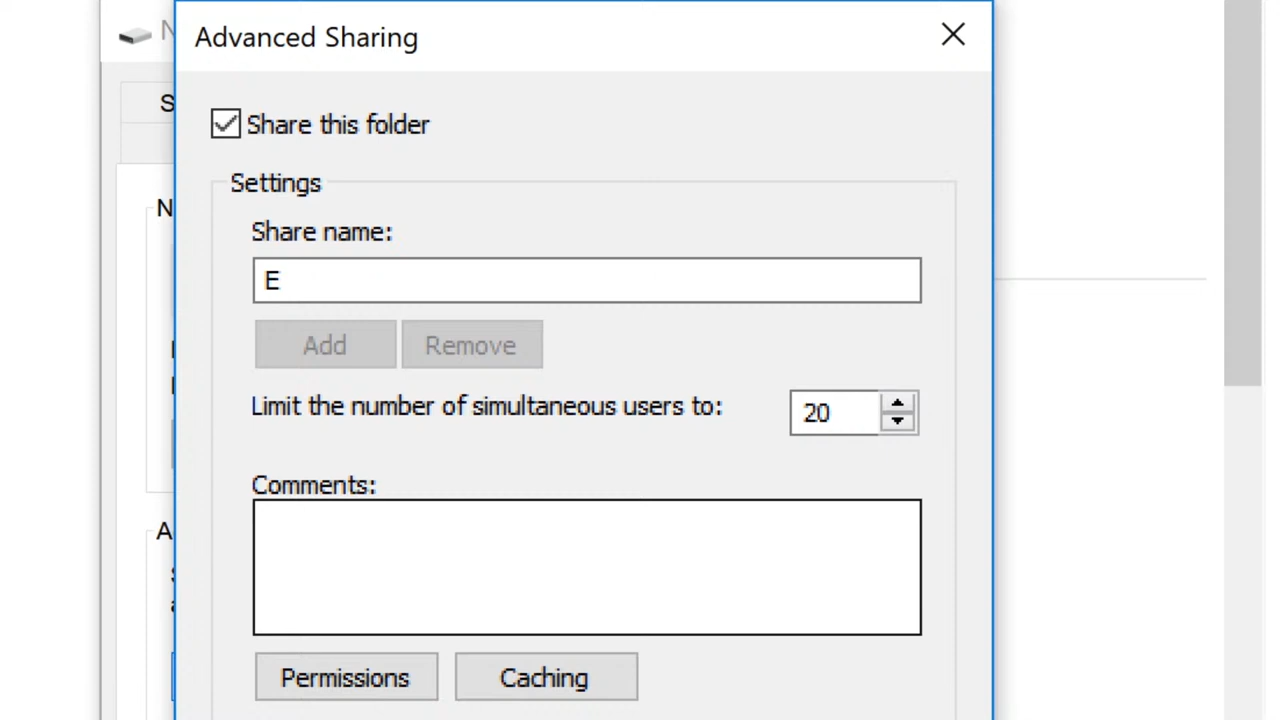 Advanced Sharing
Share this folder
Settings
Share name:
E
Add Remove
Limit the number of simultaneous users to: 20
Comments:
Permissions Caching